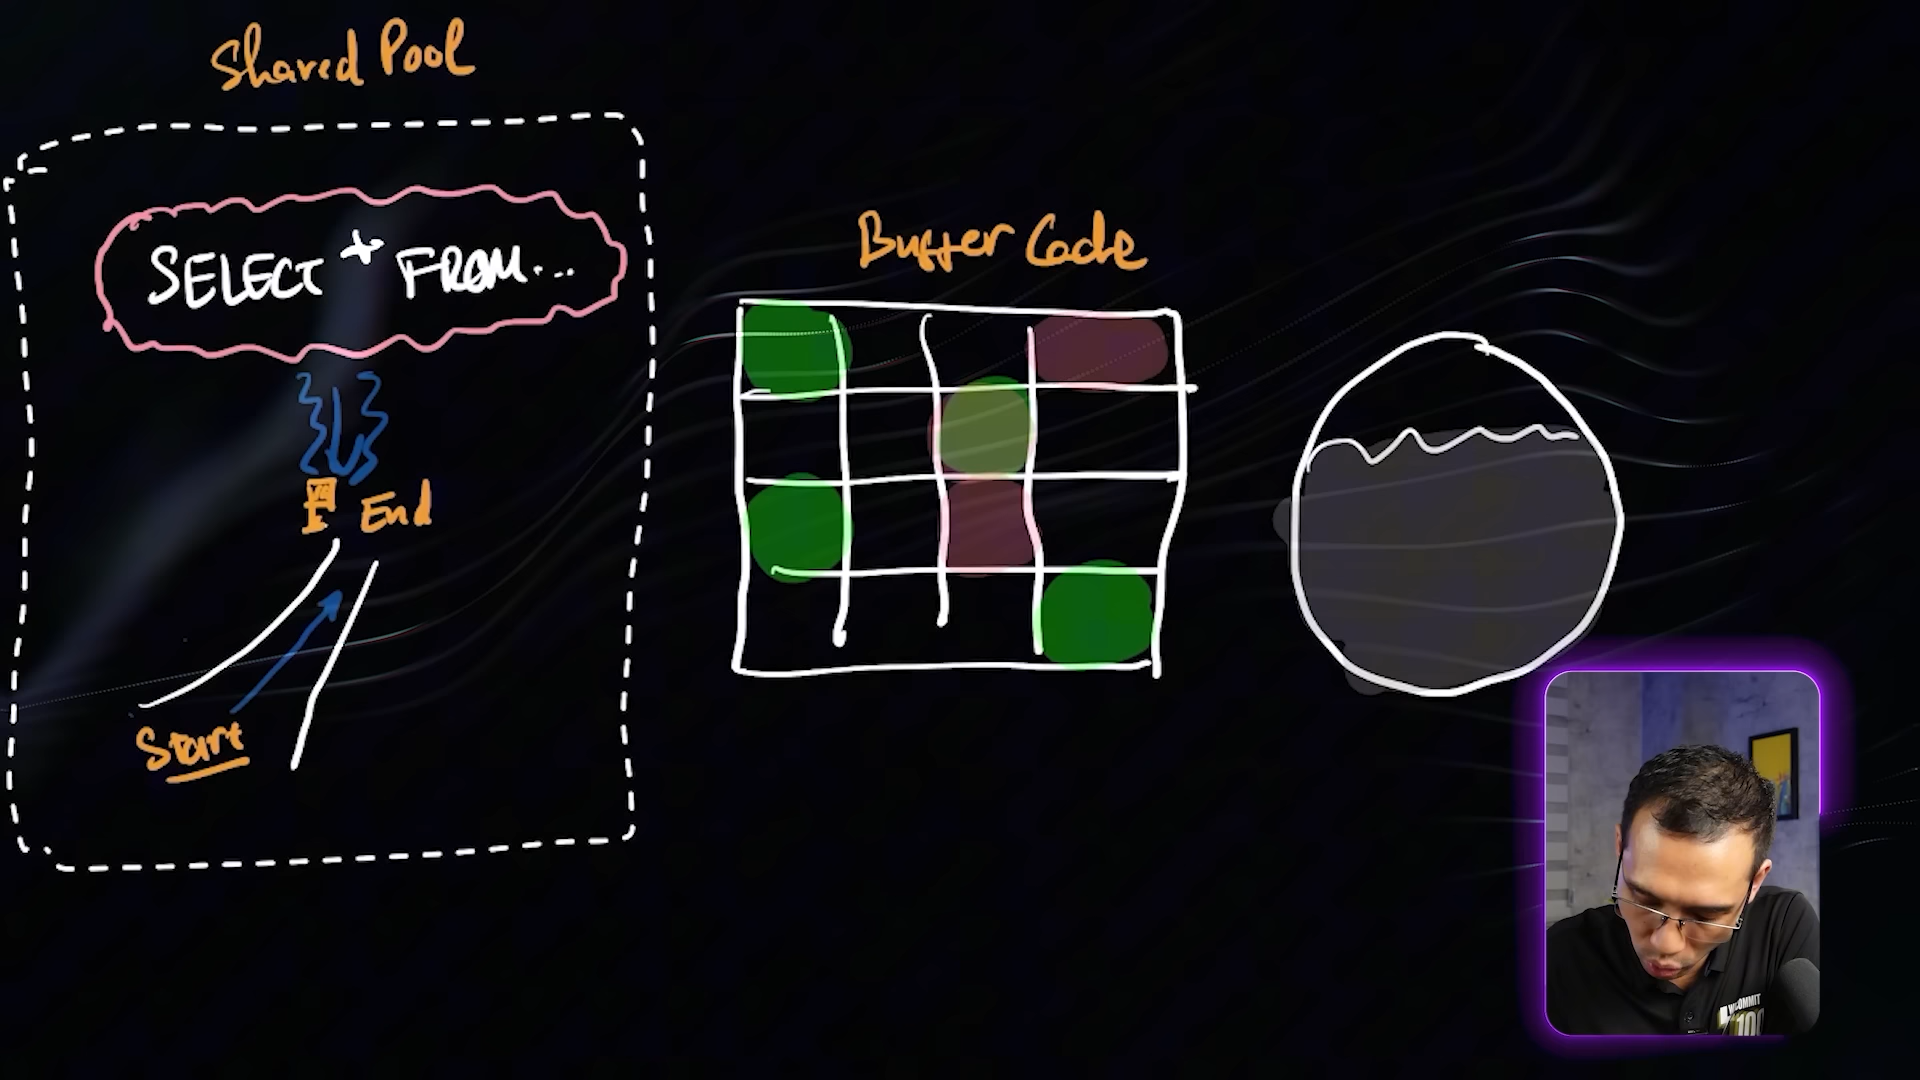 Shared Pool
SELECT * FROM...
End
Start
Buffer Cache